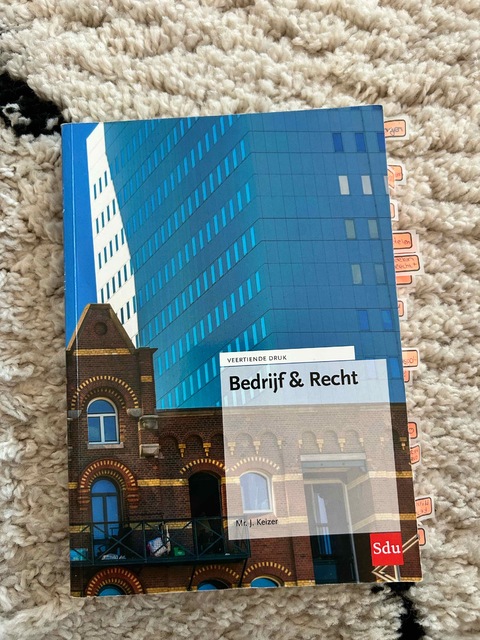 VEERTIENDE DRUK
Bedrijf & Recht
Mr. J. Keizer
Sdu